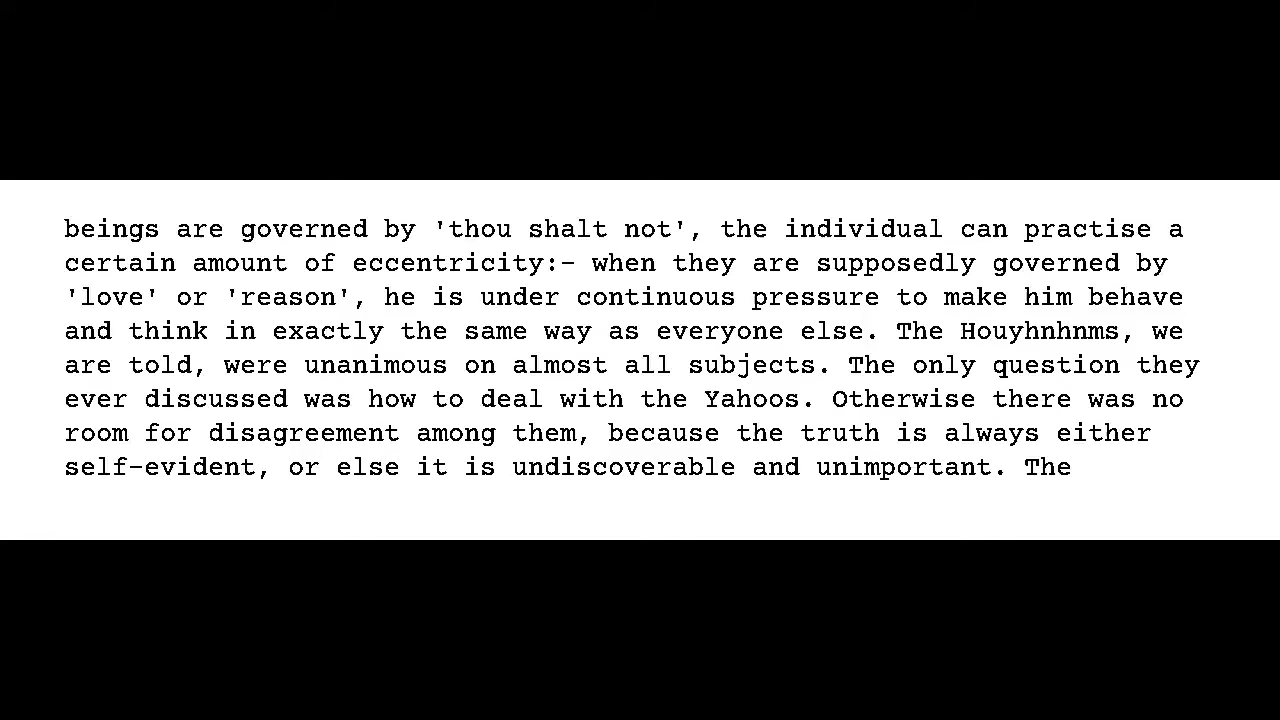 beings are governed by 'thou shalt not', the individual can practise a
certain amount of eccentricity:- when they are supposedly governed by
'love' or 'reason', he is under continuous pressure to make him behave
and think in exactly the same way as everyone else. The Houyhnhnms, we
are told, were unanimous on almost all subjects. The only question they
ever discussed was how to deal with the Yahoos. Otherwise there was no
room for disagreement among them, because the truth is always either
self-evident, or else it is undiscoverable and unimportant. The